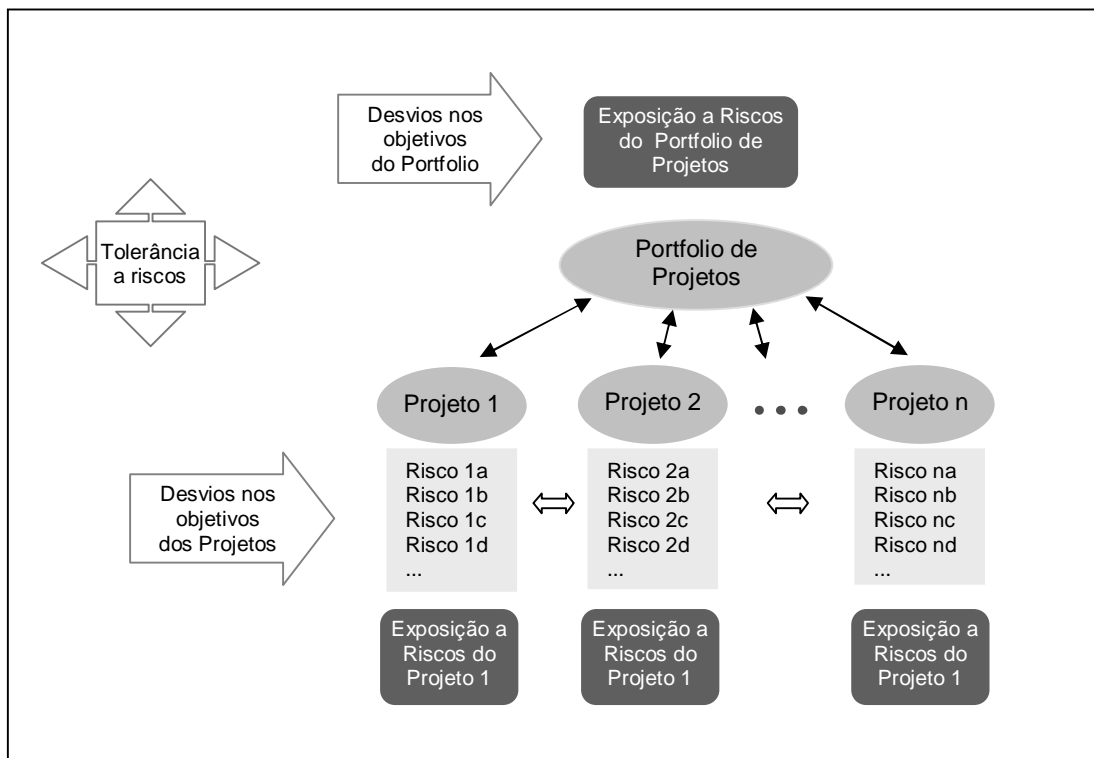 Desvios nos
objetivos
do Portfolio
Exposição a Riscos
do Portfolio de
Projetos
Tolerância
a riscos
Portfolio de
Projetos
Projeto 1
Projeto 2
...
Projeto n
Desvios nos
objetivos
dos Projetos
Risco 1a
Risco 1b
Risco 1c
Risco 1d
...
Risco 2a
Risco 2b
Risco 2c
Risco 2d
...
Risco na
Risco nb
Risco nc
Risco nd
...
Exposição a
Riscos do
Projeto 1
Exposição a
Riscos do
Projeto 1
Exposição a
Riscos do
Projeto 1